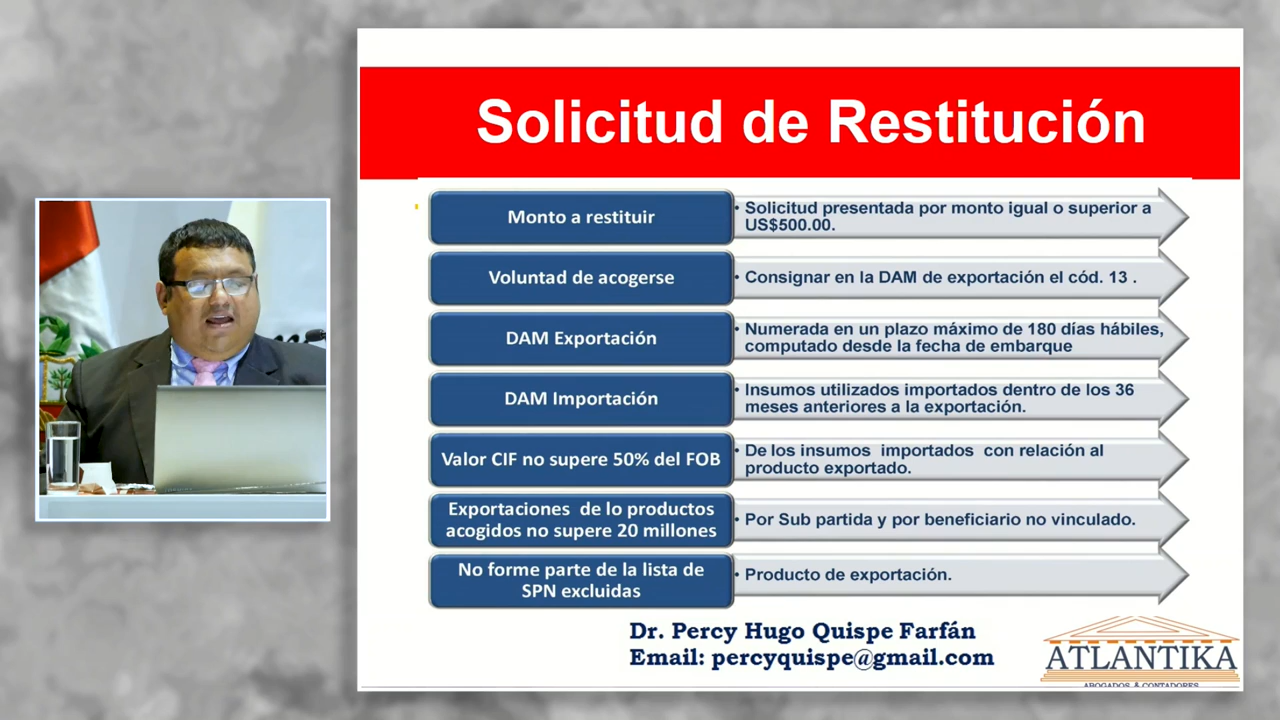 Solicitud de Restitución
Monto a restituir
• Solicitud presentada por monto igual o superior a
US$500.00.
Voluntad de acogerse
• Consignar en la DAM de exportación el cód. 13 .
DAM Exportación
• Numerada en un plazo máximo de 180 días hábiles,
computado desde la fecha de embarque
DAM Importación
• Insumos utilizados importados dentro de los 36
meses anteriores a la exportación.
Valor CIF no supere 50% del FOB
• De los insumos importados con relación al
producto exportado.
Exportaciones de lo productos
acogidos no supere 20 millones
• Por Sub partida y por beneficiario no vinculado.
No forme parte de la lista de
SPN excluidas
• Producto de exportación.
Dr. Percy Hugo Quispe Farfán
Email: percyquispe@gmail.com
ATLANTIKA
ABOGADOS & CONTADORES